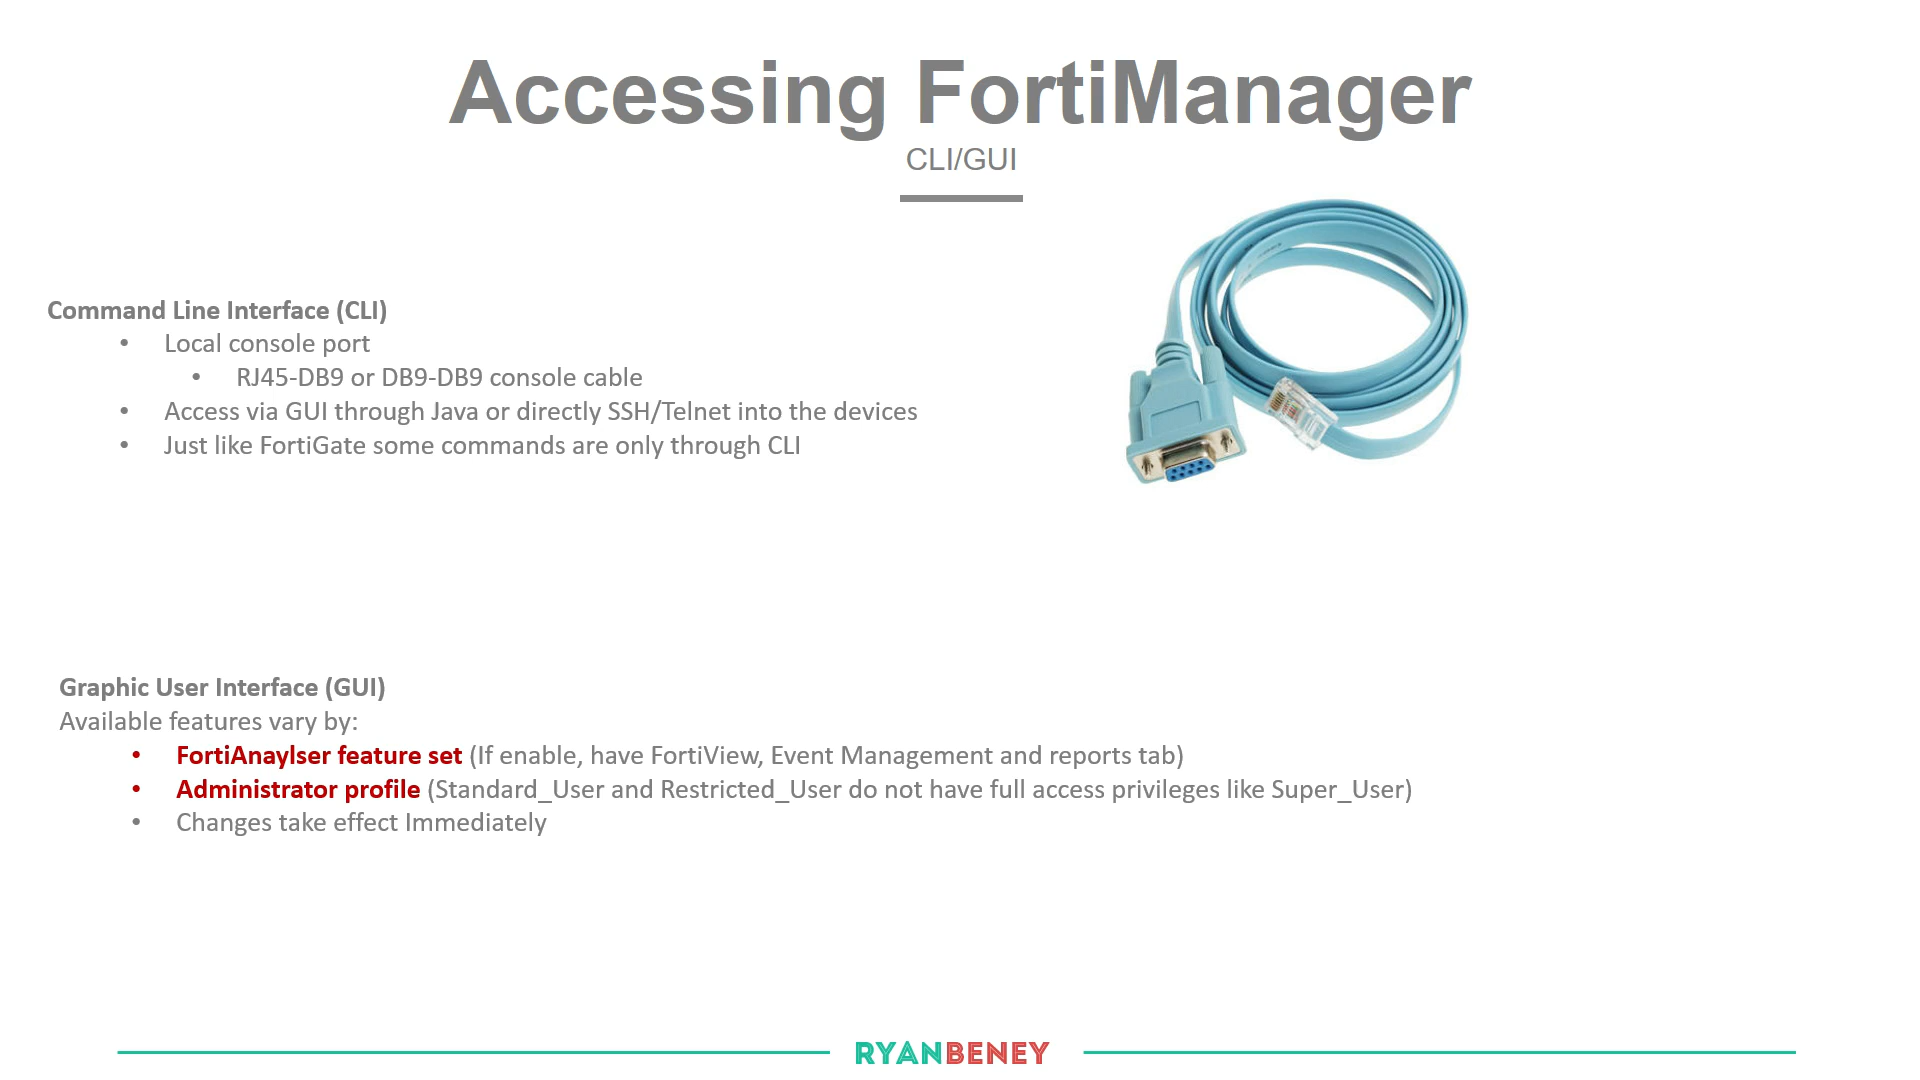 Accessing FortiManager
CLI/GUI
Command Line Interface (CLI)
• Local console port
• RJ45-DB9 or DB9-DB9 console cable
• Access via GUI through Java or directly SSH/Telnet into the devices
• Just like FortiGate some commands are only through CLI
Graphic User Interface (GUI)
Available features vary by:
• FortiAnaylser feature set (If enable, have FortiView, Event Management and reports tab)
• Administrator profile (Standard_User and Restricted_User do not have full access privileges like Super_User)
• Changes take effect Immediately
RYANBENEY